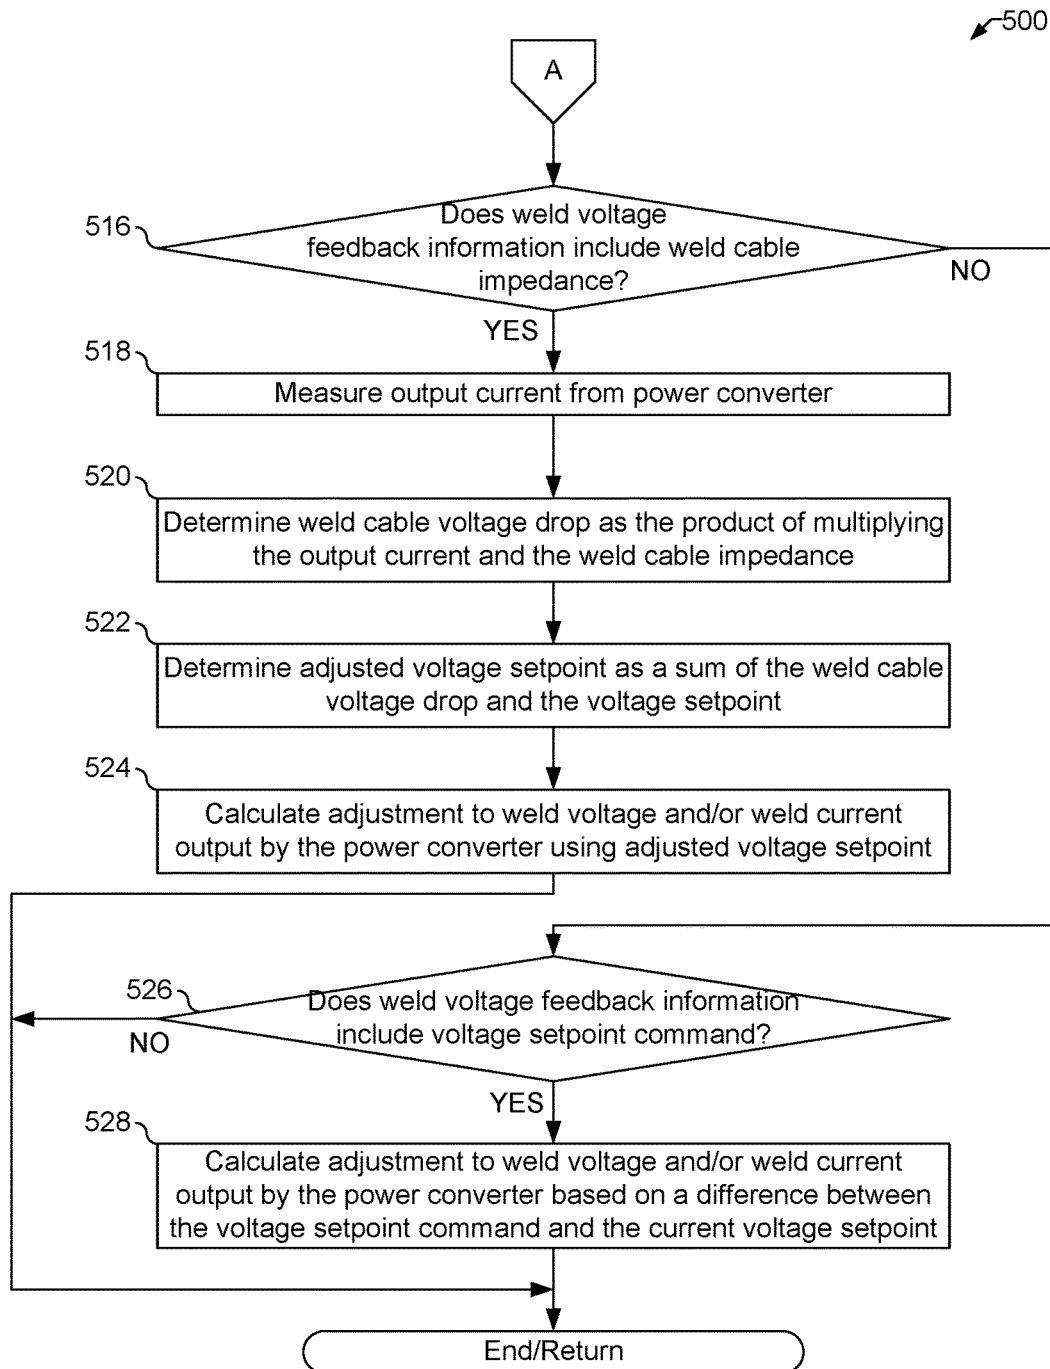 500
A
516
Does weld voltage
feedback information include weld cable
impedance?
NO
YES
518
Measure output current from power converter
520
Determine weld cable voltage drop as the product of multiplying
the output current and the weld cable impedance
522
Determine adjusted voltage setpoint as a sum of the weld cable
voltage drop and the voltage setpoint
524
Calculate adjustment to weld voltage and/or weld current
output by the power converter using adjusted voltage setpoint
526
Does weld voltage feedback information
include voltage setpoint command?
NO
YES
528
Calculate adjustment to weld voltage and/or weld current
output by the power converter based on a difference between
the voltage setpoint command and the current voltage setpoint
End/Return